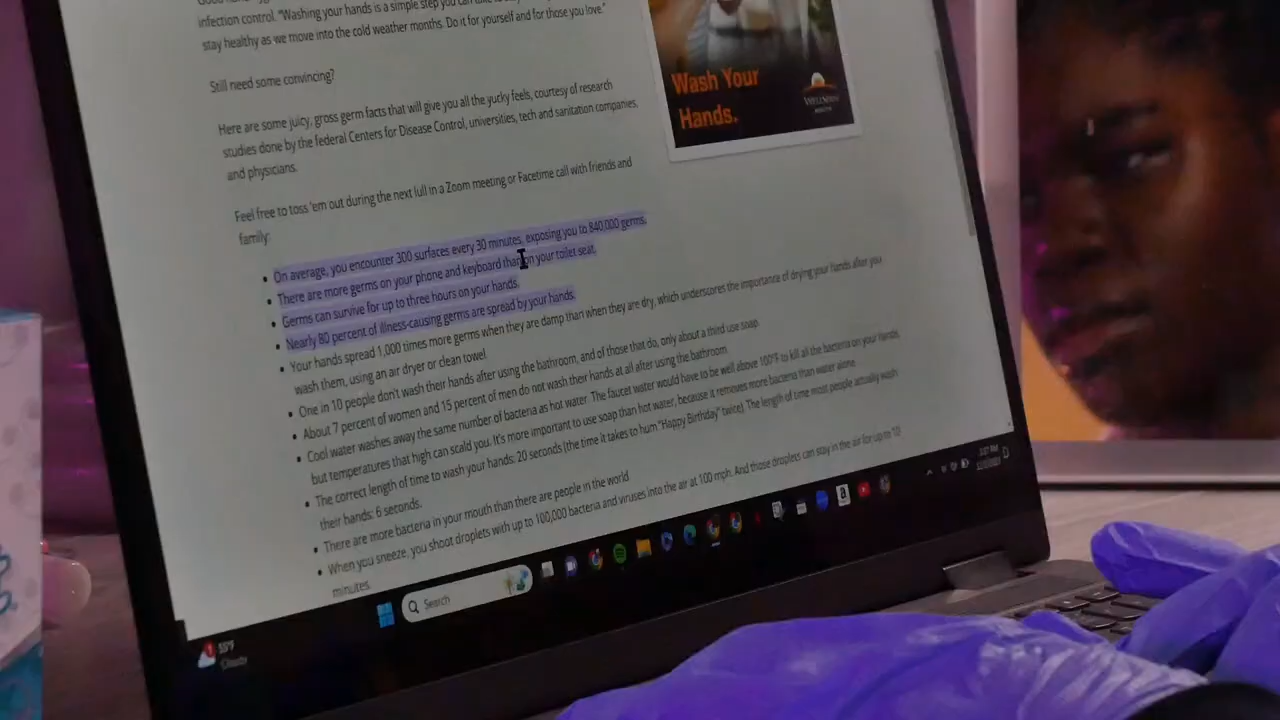 infection control. "Washing your hands is a simple step you can take to
stay healthy as we move into the cold weather months. Do it for yourself and for those you love."
Still need some convincing?
Here are some juicy, gross germ facts that will give you all the yucky feels, courtesy of research
studies done by the federal Centers for Disease Control, universities, tech and sanitation companies,
and physicians.
Feel free to toss 'em out during the next lull in a Zoom meeting or Facetime call with friends and
family:
• On average, you encounter 300 surfaces every 30 minutes, exposing you to 840,000 germs.
• There are more germs on your phone and keyboard than on your toilet seat.
• Germs can survive for up to three hours on your hands.
• Nearly 80 percent of illness-causing germs are spread by your hands.
• Your hands spread 1,000 times more germs when they are damp than when they are dry, which underscores the importance of drying your hands after you
wash them, using an air dryer or clean towel.
• One in 10 people don't wash their hands after using the bathroom, and of those that do, only about a third use soap.
• About 7 percent of women and 15 percent of men do not wash their hands at all after using the bathroom.
• Cool water washes away the same number of bacteria as hot water. The faucet water would have to be well above 100°F to kill all the bacteria on your hands,
but temperatures that high can scald you. It's more important to use soap than hot water, because it removes more bacteria than water alone.
• The correct length of time to wash your hands: 20 seconds (the time it takes to hum "Happy Birthday" twice). The length of time most people actually wash
their hands: 6 seconds.
• There are more bacteria in your mouth than there are people in the world
• When you sneeze, you shoot droplets with up to 100,000 bacteria and viruses into the air at 100 mph. And those droplets can stay in the air for up to 10
minutes.
Wash Your
Hands.
WELLSPAN
HEALTH
Search
Cloudy